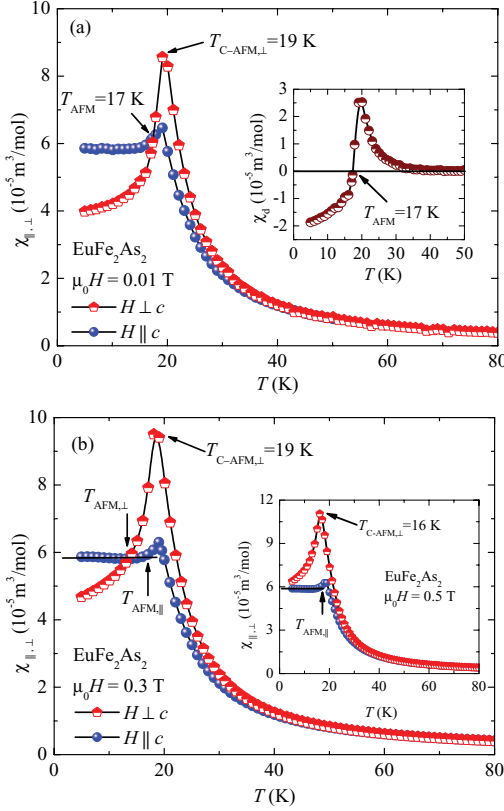 (a)
T_C–AFM,⊥=19 K
T_AFM=17 K
χ_∥,⊥ (10⁻⁵ m³/mol)
10
8
6
4
2
0
EuFe₂As₂
μ₀H = 0.01 T
H ⊥ c
H ∥ c
0 20 40 60 80
T (K)
χ_d (10⁻⁵ m³/mol)
3
2
1
0
-1
-2
T_AFM=17 K
0 10 20 30 40 50
T (K)
(b)
T_C–AFM,⊥=19 K
T_AFM,⊥
T_AFM,∥
χ_∥,⊥ (10⁻⁵ m³/mol)
10
8
6
4
2
0
EuFe₂As₂
μ₀H = 0.3 T
H ⊥ c
H ∥ c
0 20 40 60 80
T (K)
χ_∥,⊥ (10⁻⁵ m³/mol)
12
9
6
3
0
T_C–AFM,⊥=16 K
EuFe₂As₂
μ₀H = 0.5 T
T_AFM,∥
0 20 40 60 80
T (K)